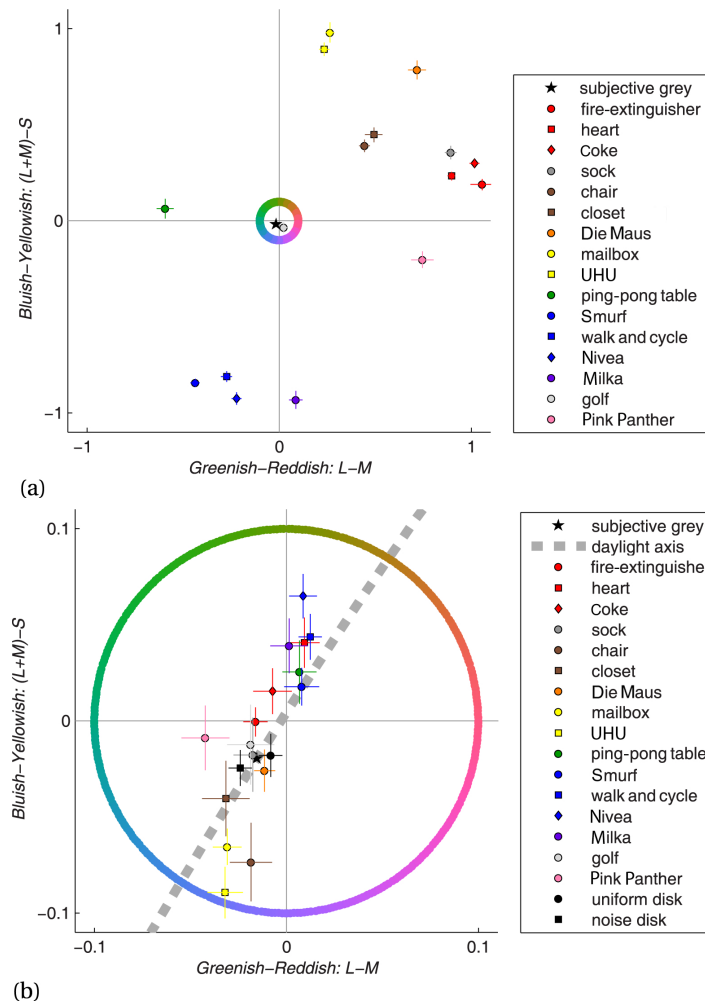 1
0
−1
−1
0
1
Bluish−Yellowish: (L+M)−S
Greenish−Reddish: L−M
subjective grey
fire-extinguisher
heart
Coke
sock
chair
closet
Die Maus
mailbox
UHU
ping-pong table
Smurf
walk and cycle
Nivea
Milka
golf
Pink Panther
(a)
0.1
0
−0.1
−0.1
0
0.1
Bluish−Yellowish: (L+M)−S
Greenish−Reddish: L−M
subjective grey
daylight axis
fire-extinguisher
heart
Coke
sock
chair
closet
Die Maus
mailbox
UHU
ping-pong table
Smurf
walk and cycle
Nivea
Milka
golf
Pink Panther
uniform disk
noise disk
(b)